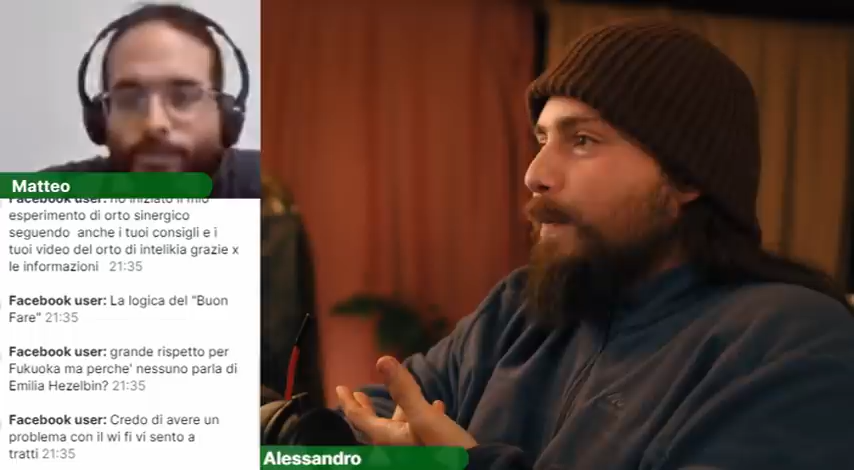 Matteo
Facebook user: ho iniziato il mio
esperimento di orto sinergico
seguendo anche i tuoi consigli e i
tuoi video del orto di intelikia grazie x
le informazioni 21:35
Facebook user: La logica del "Buon
Fare" 21:35
Facebook user: grande rispetto per
Fukuoka ma perche' nessuno parla di
Emilia Hezelbin? 21:35
Facebook user: Credo di avere un
problema con il wi fi vi sento a
tratti 21:35
Alessandro